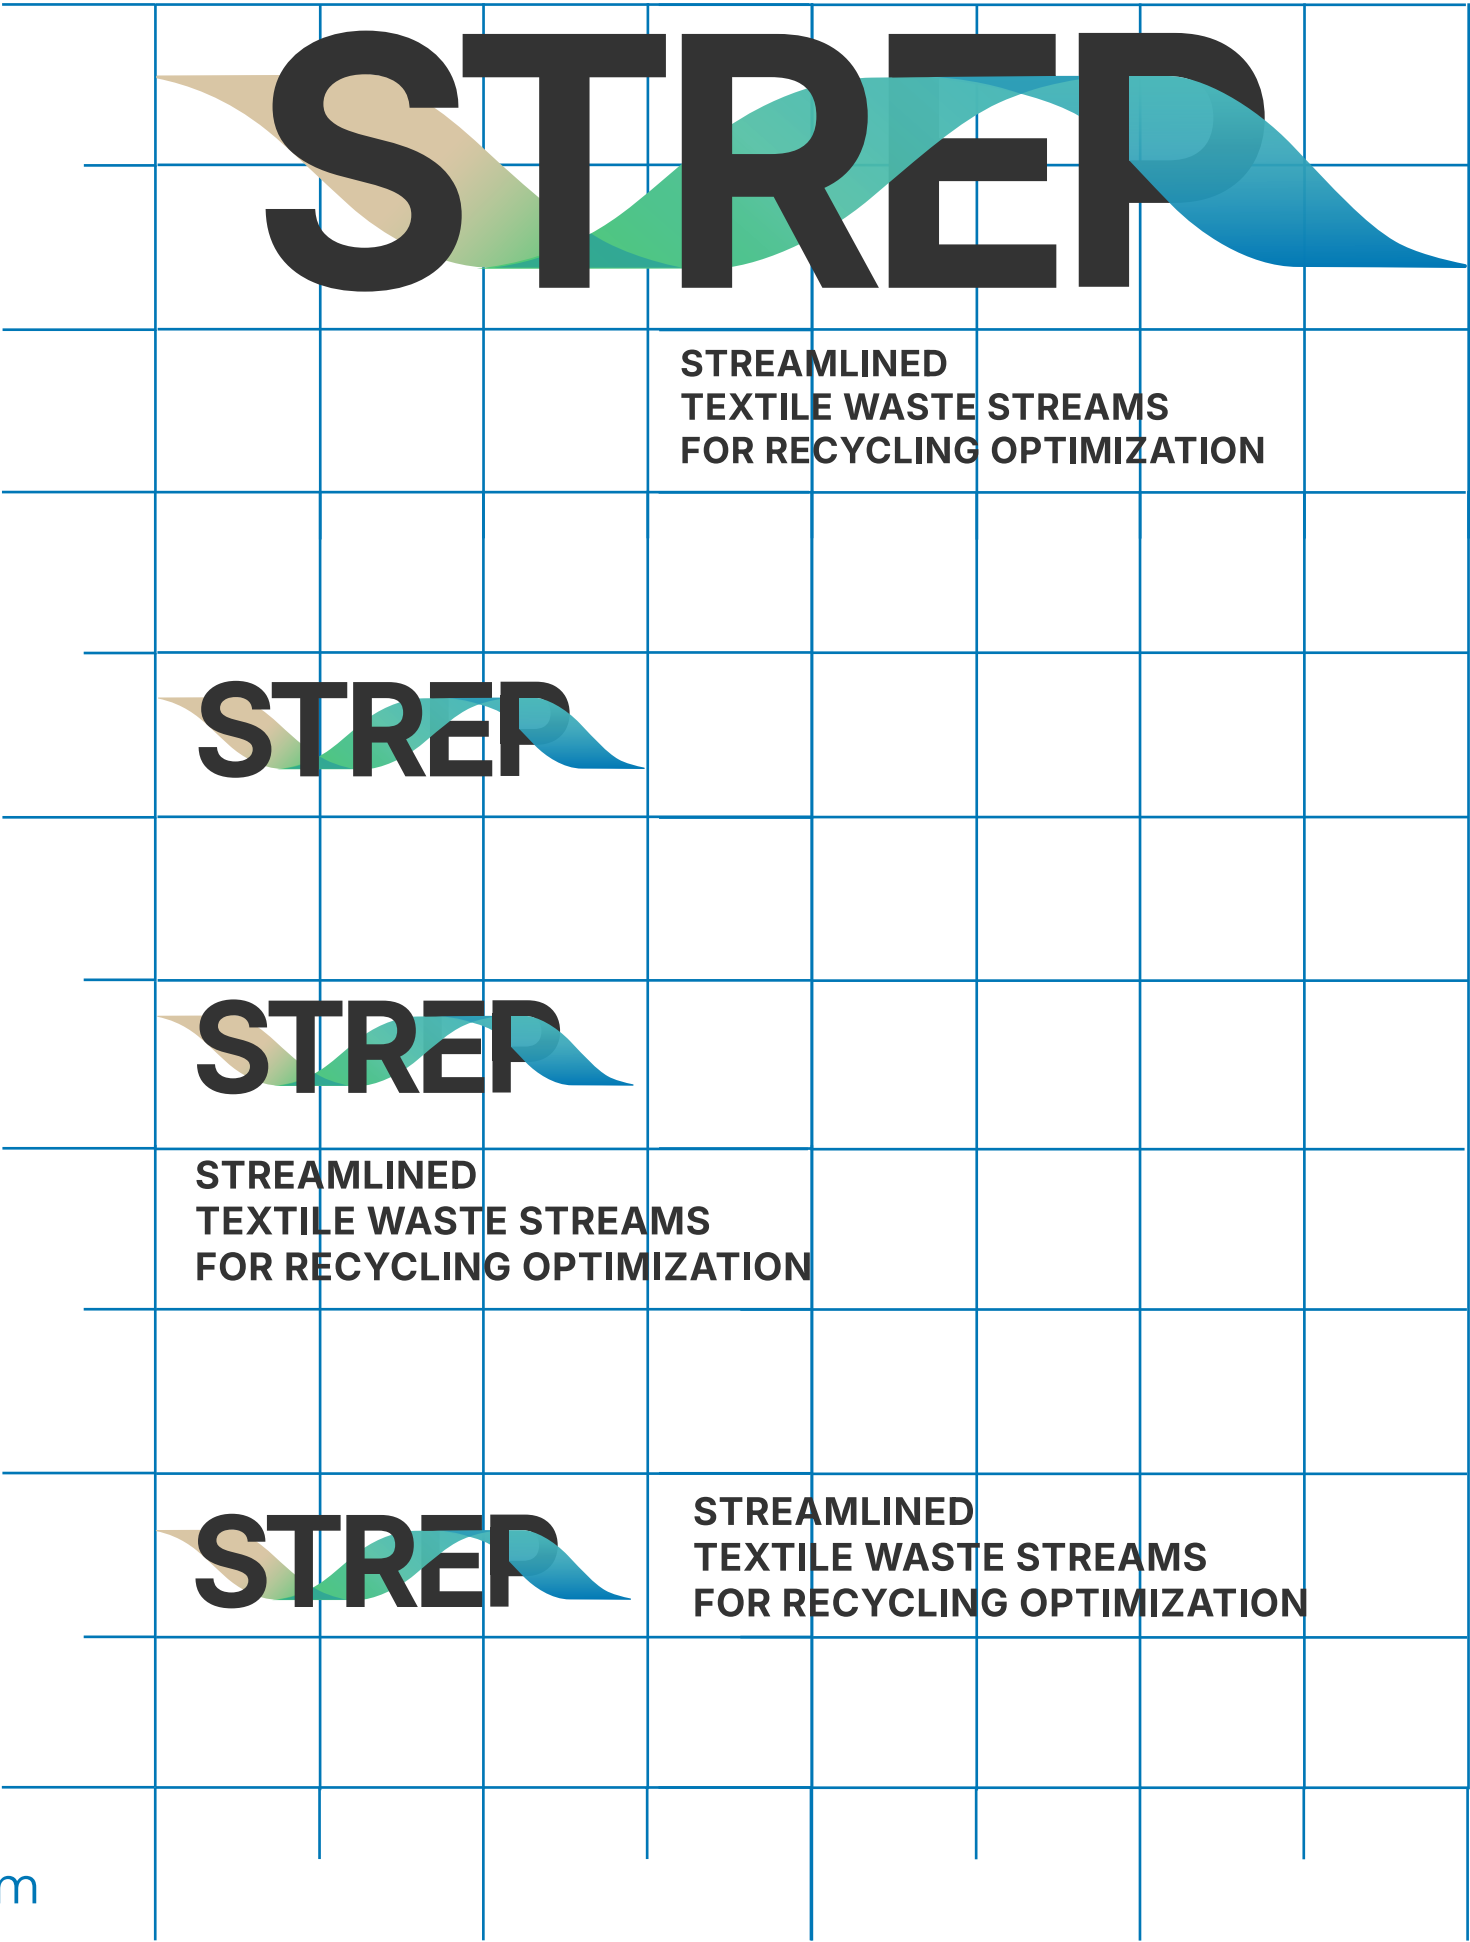 STREP
STREAMLINED
TEXTILE WASTE STREAMS
FOR RECYCLING OPTIMIZATION
STREP
STREP
STREAMLINED
TEXTILE WASTE STREAMS
FOR RECYCLING OPTIMIZATION
STREP
STREAMLINED
TEXTILE WASTE STREAMS
FOR RECYCLING OPTIMIZATION
m